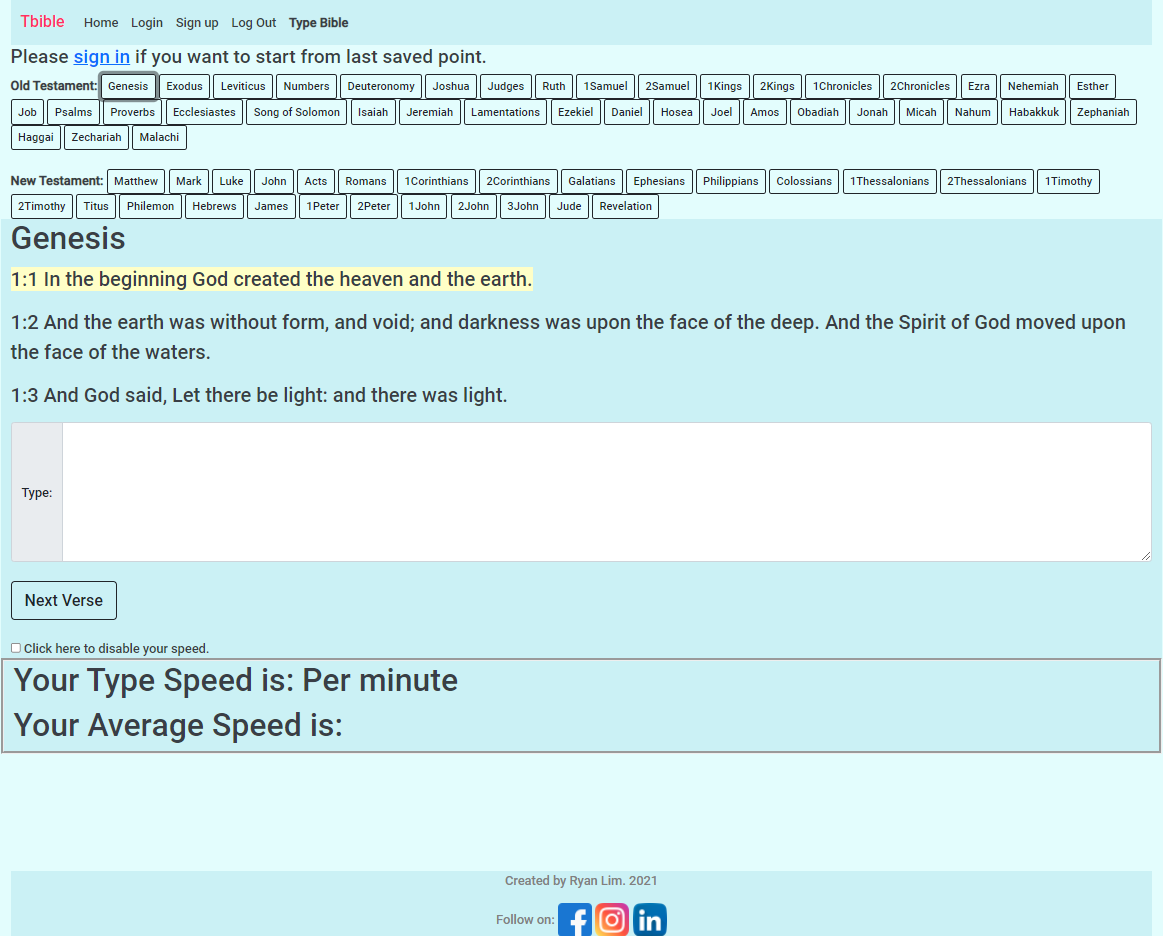 Tbible Home Login Sign up Log Out Type Bible
Please sign in if you want to start from last saved point.
Old Testament: Genesis Exodus Leviticus Numbers Deuteronomy Joshua Judges Ruth 1Samuel 2Samuel 1Kings 2Kings 1Chronicles 2Chronicles Ezra Nehemiah Esther
Job Psalms Proverbs Ecclesiastes Song of Solomon Isaiah Jeremiah Lamentations Ezekiel Daniel Hosea Joel Amos Obadiah Jonah Micah Nahum Habakkuk Zephaniah
Haggai Zechariah Malachi
New Testament: Matthew Mark Luke John Acts Romans 1Corinthians 2Corinthians Galatians Ephesians Philippians Colossians 1Thessalonians 2Thessalonians 1Timothy
2Timothy Titus Philemon Hebrews James 1Peter 2Peter 1John 2John 3John Jude Revelation
Genesis
1:1 In the beginning God created the heaven and the earth.
1:2 And the earth was without form, and void; and darkness was upon the face of the deep. And the Spirit of God moved upon
the face of the waters.
1:3 And God said, Let there be light: and there was light.
Type:
Next Verse
Click here to disable your speed.
Your Type Speed is: Per minute
Your Average Speed is:
Created by Ryan Lim. 2021
Follow on: f in